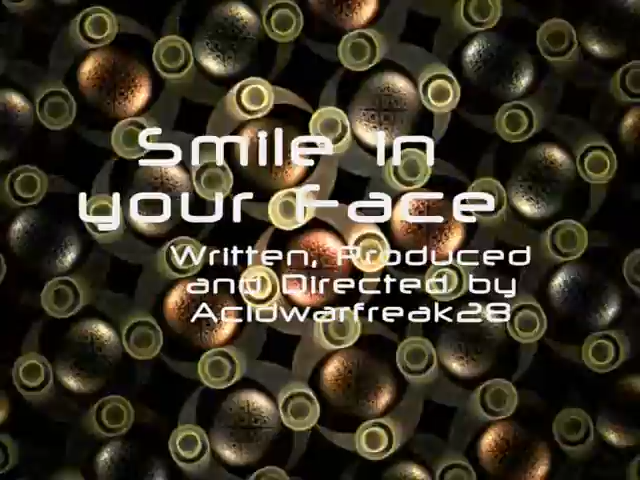 Smile in
your face
Written, Produced
and Directed by
Acidwarfreak28